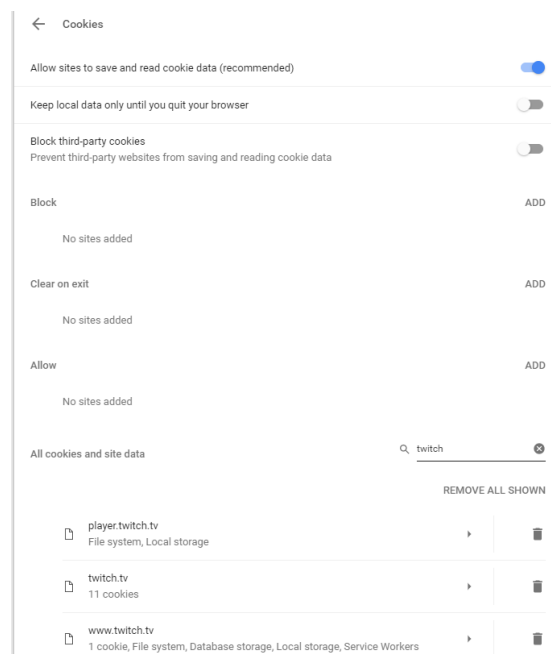 Cookies
Allow sites to save and read cookie data (recommended)
Keep local data only until you quit your browser
Block third-party cookies
Prevent third-party websites from saving and reading cookie data
Block ADD
No sites added
Clear on exit ADD
No sites added
Allow ADD
No sites added
All cookies and site data twitch
REMOVE ALL SHOWN
player.twitch.tv
File system, Local storage
twitch.tv
11 cookies
www.twitch.tv
1 cookie, File system, Database storage, Local storage, Service Workers